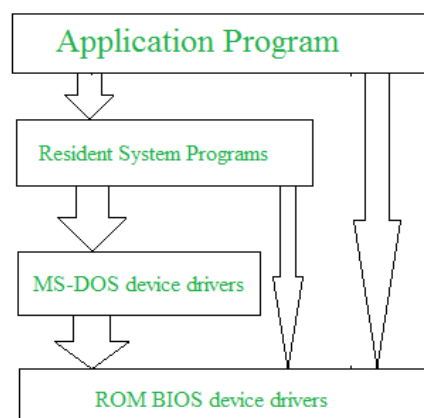 Application Program
Resident System Programs
MS-DOS device drivers
ROM BIOS device drivers